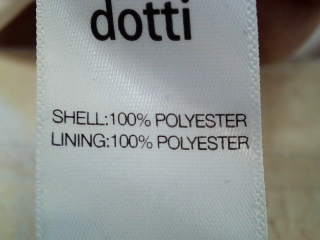 dotti
SHELL:100% POLYESTER
LINING:100% POLYESTER